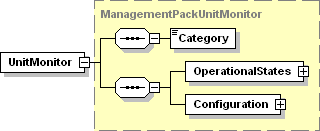 ManagementPackUnitMonitor
Category
UnitMonitor
OperationalStates
Configuration